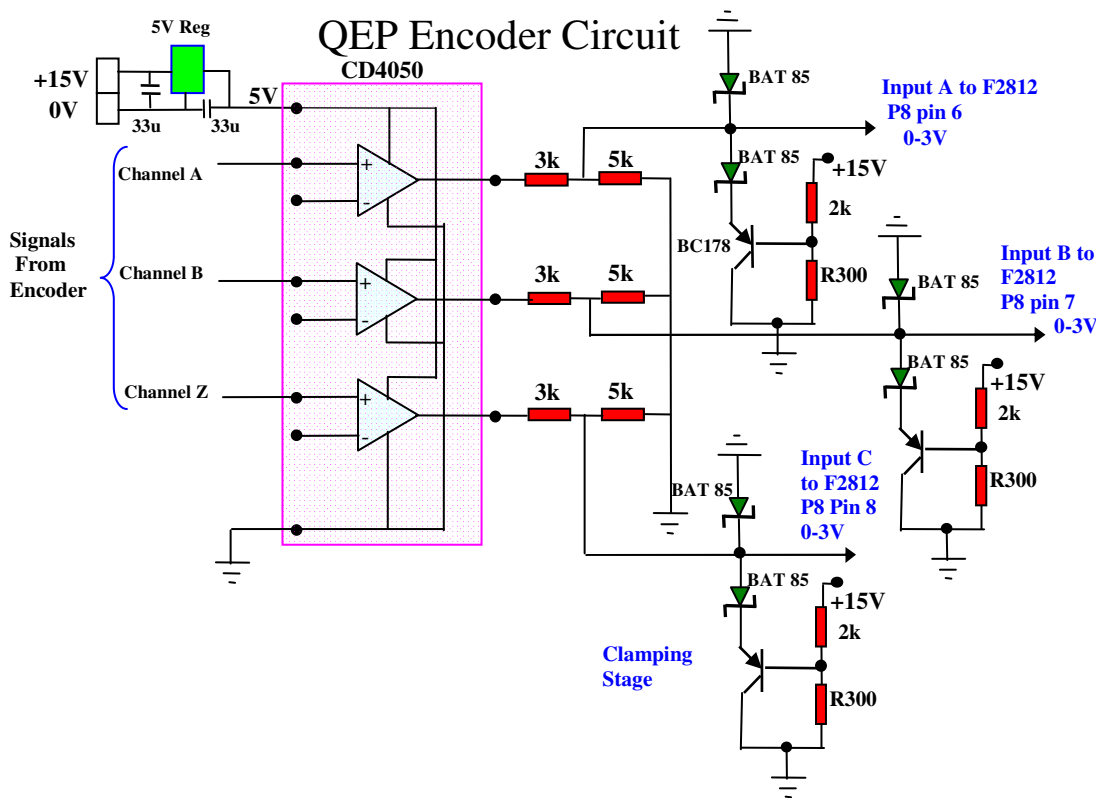 QEP Encoder Circuit
5V Reg
+15V
0V
33u
33u
5V
CD4050
Signals
From
Encoder
Channel A
Channel B
Channel Z
+
-
+
-
+
-
3k
5k
3k
5k
3k
5k
BAT 85
Input A to F2812
P8 pin 6
0-3V
BAT 85
+15V
2k
BC178
R300
BAT 85
Input B to
F2812
P8 pin 7
0-3V
BAT 85
+15V
2k
R300
BAT 85
Input C
to F2812
P8 Pin 8
0-3V
BAT 85
+15V
2k
R300
Clamping
Stage